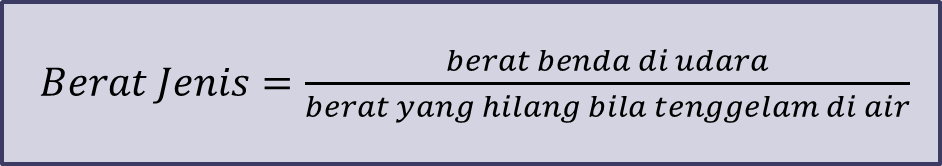 Berat Jenis = berat benda di udara
berat yang hilang bila tenggelam di air